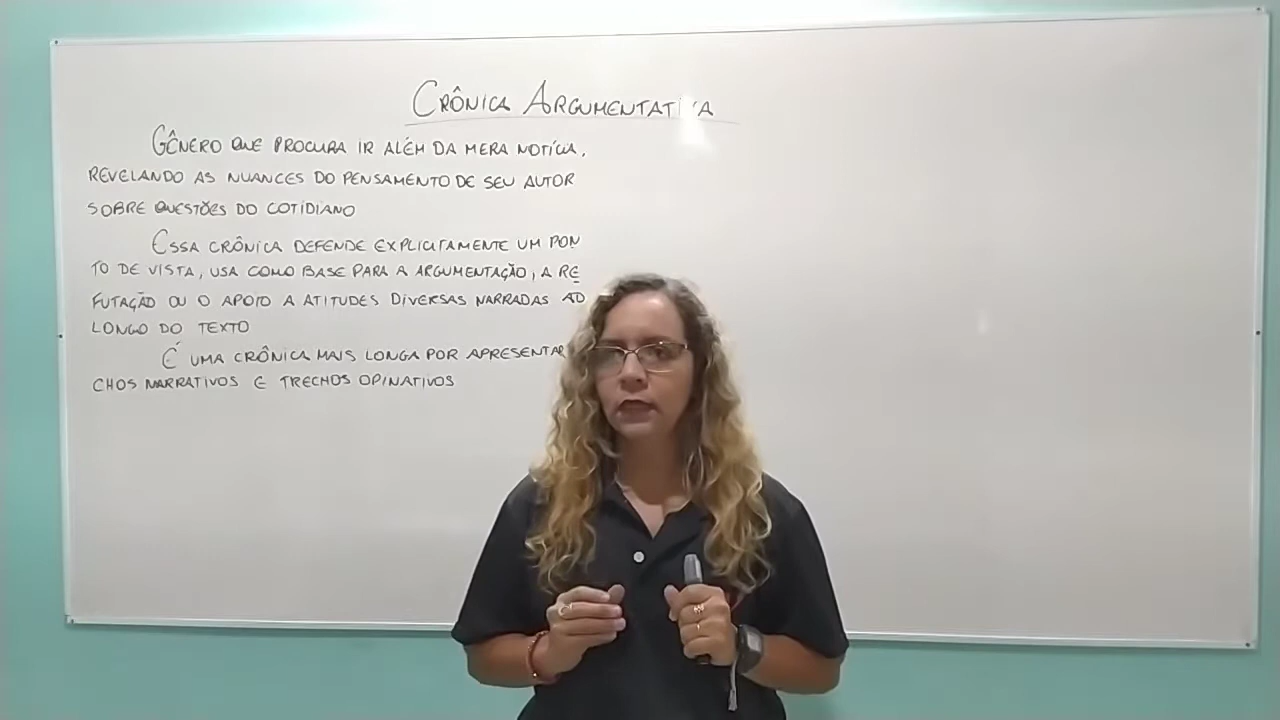 CRÔNICA ARGUMENTATIVA
GÊNERO QUE PROCURA IR ALÉM DA MERA NOTÍCIA,
REVELANDO AS NUANCES DO PENSAMENTO DE SEU AUTOR
SOBRE QUESTÕES DO COTIDIANO
ESSA CRÔNICA DEFENDE EXPLICITAMENTE UM PON
TO DE VISTA, USA COMO BASE PARA A ARGUMENTAÇÃO, A RE
FUTAÇÃO OU O APOIO A ATITUDES DIVERSAS NARRADAS AO
LONGO DO TEXTO
É UMA CRÔNICA MAIS LONGA POR APRESENTAR
CHOS NARRATIVOS E TRECHOS OPINATIVOS